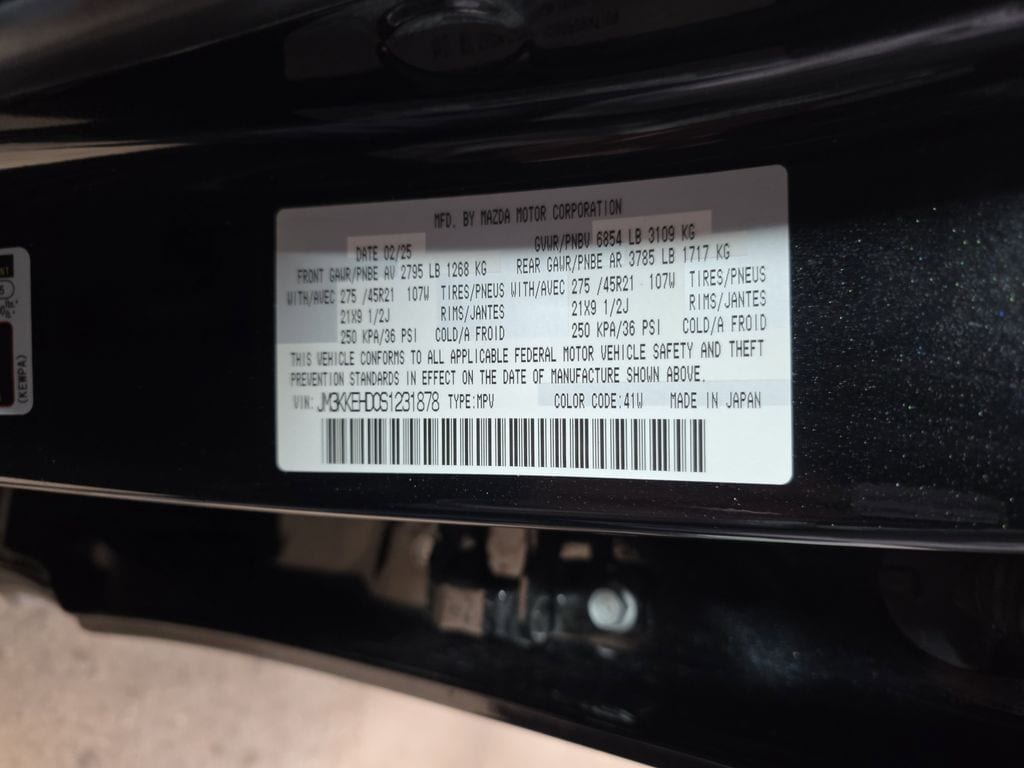 MFD. BY MAZDA MOTOR CORPORATION
DATE 02/25 GVWR/PNBV 6854 LB 3109 KG
FRONT GAWR/PNBE AV 2795 LB 1268 KG REAR GAWR/PNBE AR 3785 LB 1717 KG
WITH/AVEC 275 /45R21 107W TIRES/PNEUS WITH/AVEC 275 /45R21 107W TIRES/PNEUS
21X9 1/2J RIMS/JANTES 21X9 1/2J RIMS/JANTES
250 KPA/36 PSI COLD/A FROID 250 KPA/36 PSI COLD/A FROID
THIS VEHICLE CONFORMS TO ALL APPLICABLE FEDERAL MOTOR VEHICLE SAFETY AND THEFT
PREVENTION STANDARDS IN EFFECT ON THE DATE OF MANUFACTURE SHOWN ABOVE.
VIN: JM3KKEHD0S1231878 TYPE:MPV COLOR CODE:41W MADE IN JAPAN
(KEWPA)